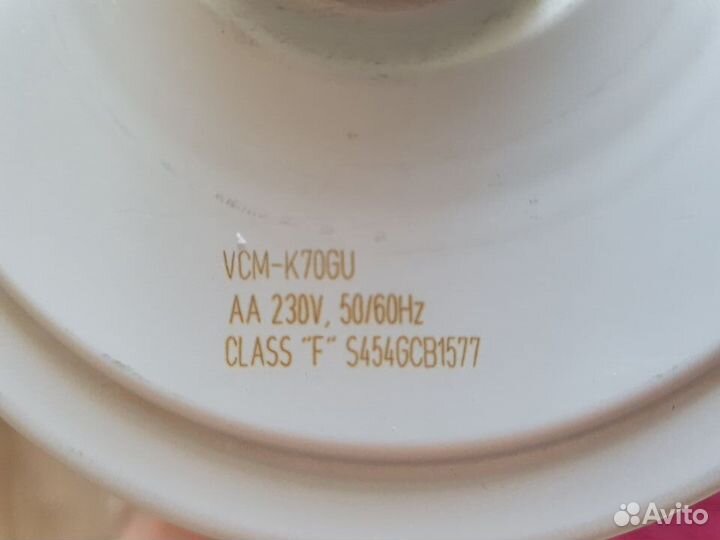 VCM-K70GU
AA 230V, 50/60Hz
CLASS "F" S454GCB1577
Avito